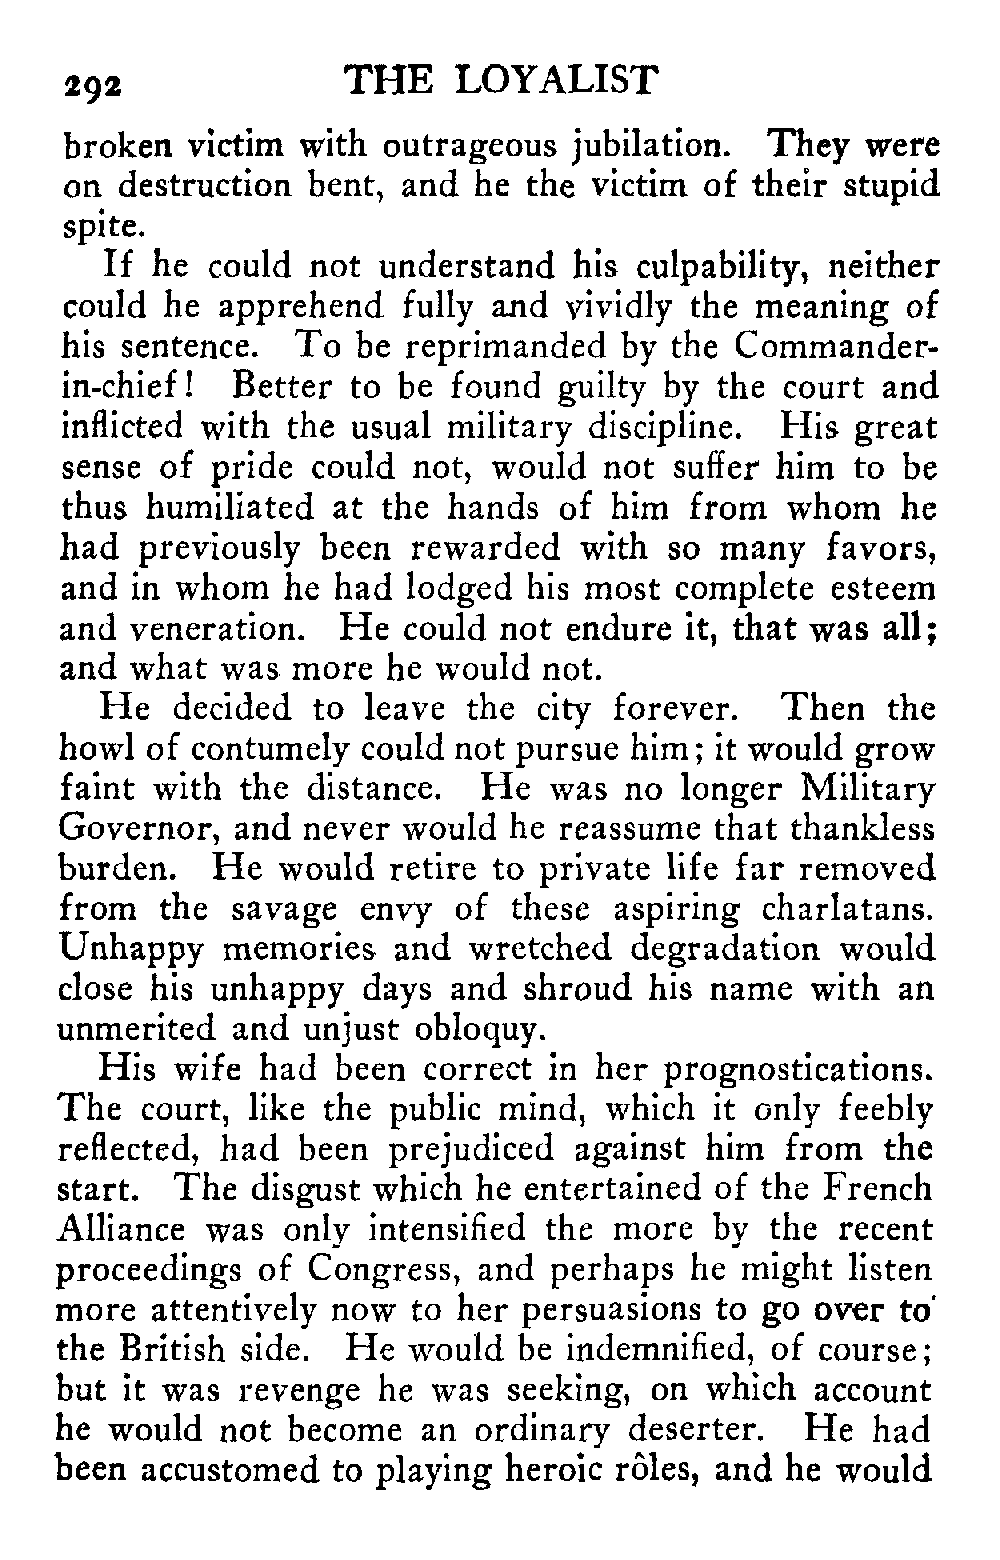 292 THE LOYALIST
broken victim with outrageous jubilation. They were
on destruction bent, and he the victim of their stupid
spite.
If he could not understand his culpability, neither
could he apprehend fully and vividly the meaning of
his sentence. To be reprimanded by the Commander-
in-chief! Better to be found guilty by the court and
inflicted with the usual military discipline. His great
sense of pride could not, would not suffer him to be
thus humiliated at the hands of him from whom he
had previously been rewarded with so many favors,
and in whom he had lodged his most complete esteem
and veneration. He could not endure it, that was all;
and what was more he would not.
He decided to leave the city forever. Then the
howl of contumely could not pursue him; it would grow
faint with the distance. He was no longer Military
Governor, and never would he reassume that thankless
burden. He would retire to private life far removed
from the savage envy of these aspiring charlatans.
Unhappy memories and wretched degradation would
close his unhappy days and shroud his name with an
unmerited and unjust obloquy.
His wife had been correct in her prognostications.
The court, like the public mind, which it only feebly
reflected, had been prejudiced against him from the
start. The disgust which he entertained of the French
Alliance was only intensified the more by the recent
proceedings of Congress, and perhaps he might listen
more attentively now to her persuasions to go over to
the British side. He would be indemnified, of course;
but it was revenge he was seeking, on which account
he would not become an ordinary deserter. He had
been accustomed to playing heroic rôles, and he would